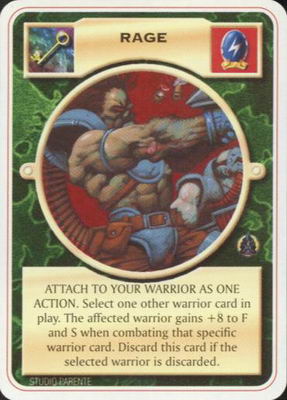 RAGE
ATTACH TO YOUR WARRIOR AS ONE
ACTION. Select one other warrior card in
play. The affected warrior gains +8 to F
and S when combating that specific
warrior card. Discard this card if the
selected warrior is discarded.
STUDIO PARENTE